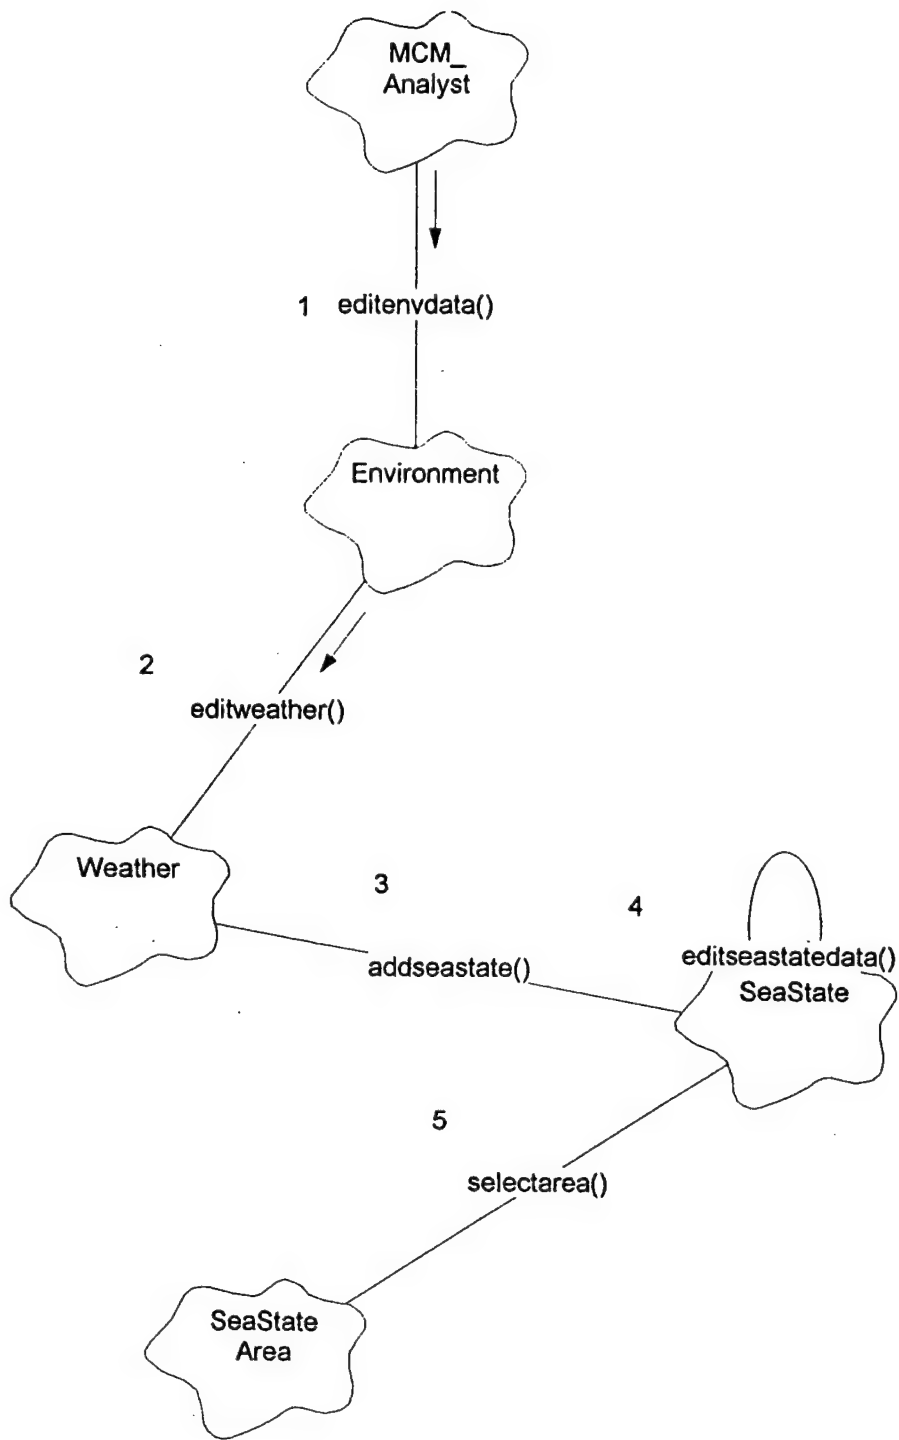 MCM_
Analyst
1 editenvdata()
Environment
2
editweather()
Weather
3
4
addseastate()
editseastatedata()
SeaState
5
selectarea()
SeaState
Area